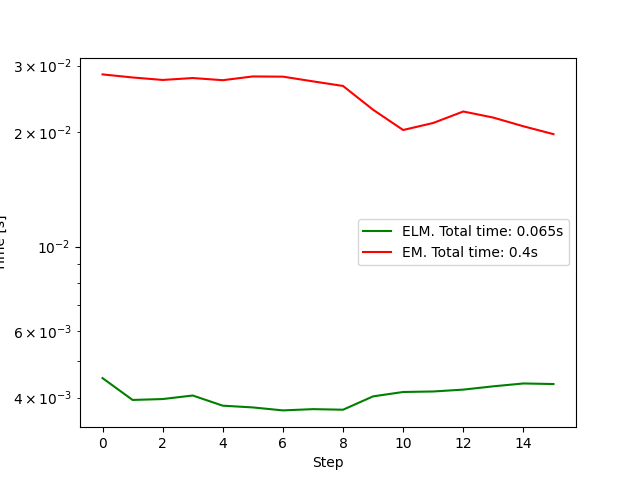 3 × 10⁻²
2 × 10⁻²
10⁻²
6 × 10⁻³
4 × 10⁻³
ELM. Total time: 0.065s
EM. Total time: 0.4s
0 2 4 6 8 10 12 14
Step